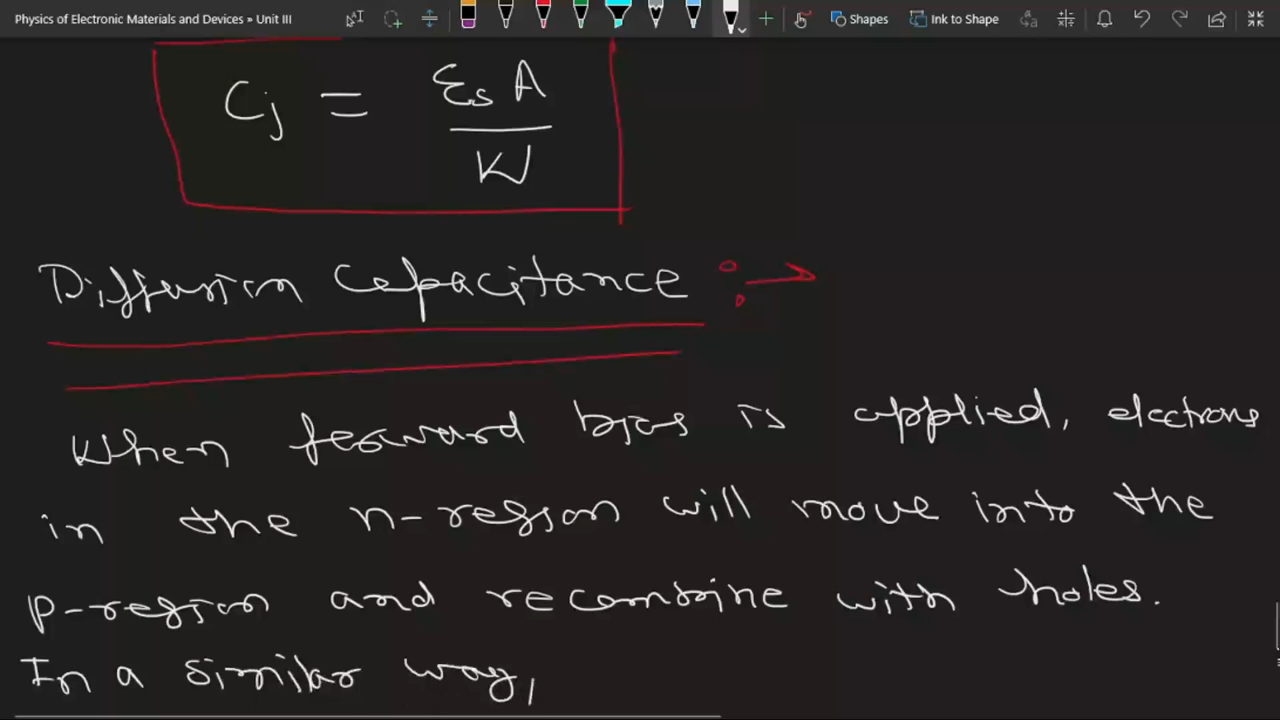 Physics of Electronic Materials and Devices » Unit III
Shapes
Ink to Shape
Cj = εs A / W
Diffusion Capacitance :→
When forward bias is applied, electrons
in the n-region will move into the
p-region and recombine with holes.
In a similar way,